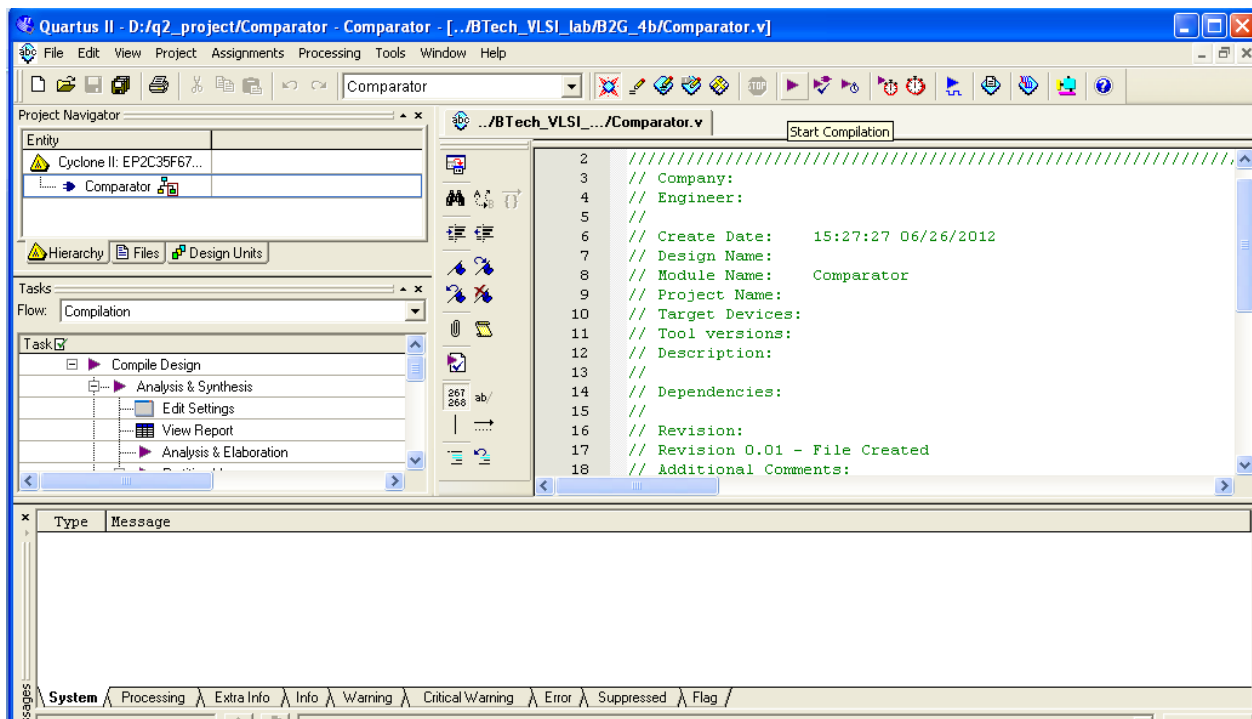 Quartus II - D:/q2_project/Comparator - Comparator - [../BTech_VLSI_lab/B2G_4b/Comparator.v]
File Edit View Project Assignments Processing Tools Window Help
Comparator
Project Navigator
Entity
Cyclone II: EP2C35F67...
Comparator
Hierarchy Files Design Units
Tasks
Flow: Compilation
Task
Compile Design
Analysis & Synthesis
Edit Settings
View Report
Analysis & Elaboration
../BTech_VLSI_.../Comparator.v
Start Compilation
267
268
ab/
2 ///////////////////////////////////////////////////////////////
3 // Company:
4 // Engineer:
5 //
6 // Create Date: 15:27:27 06/26/2012
7 // Design Name:
8 // Module Name: Comparator
9 // Project Name:
10 // Target Devices:
11 // Tool versions:
12 // Description:
13 //
14 // Dependencies:
15 //
16 // Revision:
17 // Revision 0.01 - File Created
18 // Additional Comments:
Type Message
System Processing Extra Info Info Warning Critical Warning Error Suppressed Flag